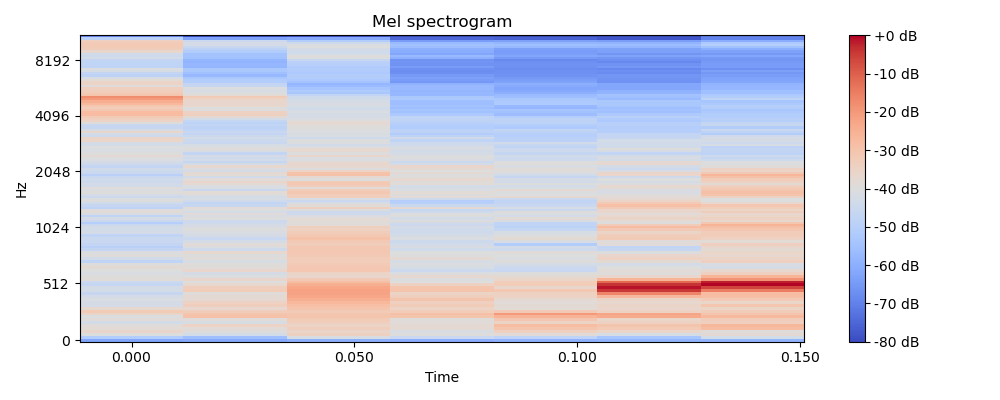 Mel spectrogram
Hz
8192
4096
2048
1024
512
0
0.000
0.050
0.100
0.150
Time
+0 dB
-10 dB
-20 dB
-30 dB
-40 dB
-50 dB
-60 dB
-70 dB
-80 dB